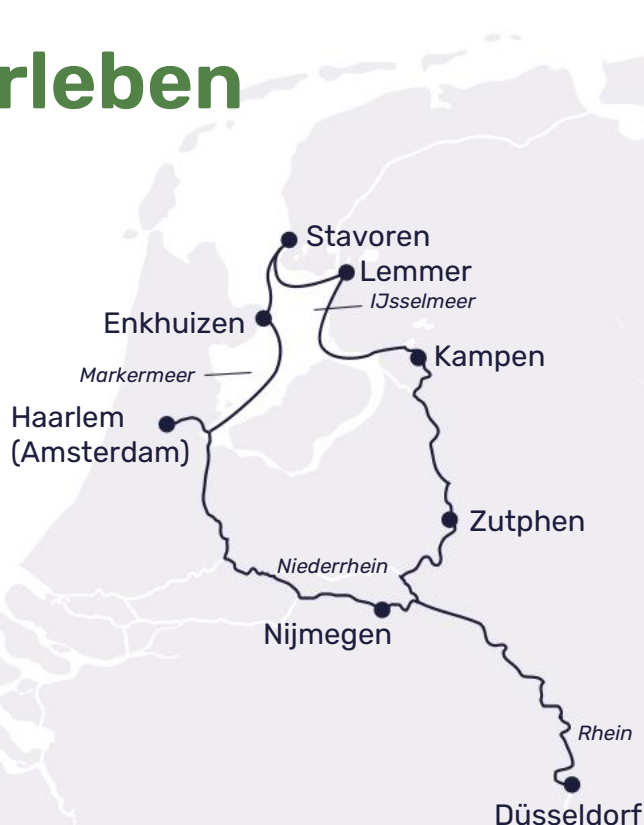 rleben
Stavoren
Lemmer
IJsselmeer
Enkhuizen
Kampen
Markermeer
Haarlem
(Amsterdam)
Zutphen
Niederrhein
Nijmegen
Rhein
Düsseldorf